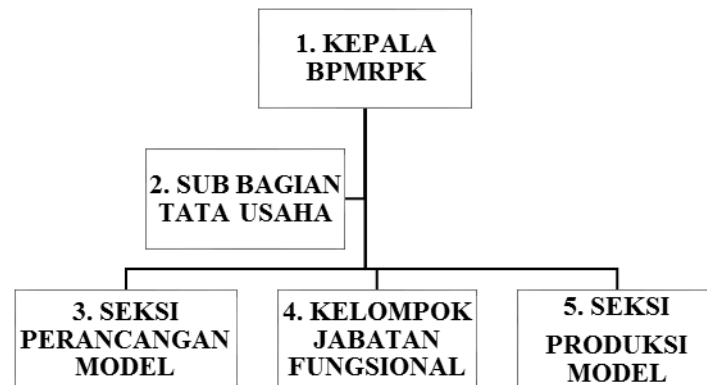 1. KEPALA
BPMRPK
2. SUB BAGIAN
TATA USAHA
3. SEKSI
PERANCANGAN
MODEL
4. KELOMPOK
JABATAN
FUNGSIONAL
5. SEKSI
PRODUKSI
MODEL